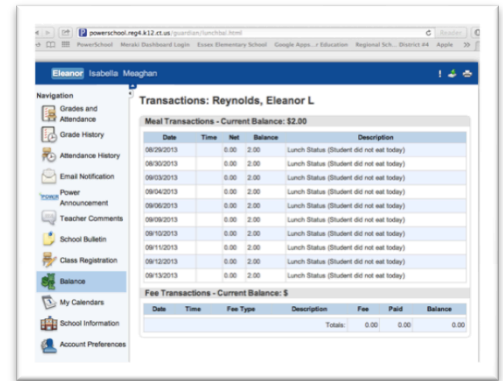 powerschool.reg4.k12.ct.us/guardian/lunchbal.html
Reader
PowerSchool Meraki Dashboard Login Essex Elementary School Google Apps...r Education Regional Sch... District #4 Apple
Eleanor Isabella Meaghan
Navigation
Grades and Attendance
Grade History
Attendance History
Email Notification
Power Announcement
Teacher Comments
School Bulletin
Class Registration
Balance
My Calendars
School Information
Account Preferences
Transactions: Reynolds, Eleanor L
Meal Transactions - Current Balance: $2.00
Date Time Net Balance Description
08/29/2013 0.00 2.00 Lunch Status (Student did not eat today)
08/30/2013 0.00 2.00 Lunch Status (Student did not eat today)
09/03/2013 0.00 2.00 Lunch Status (Student did not eat today)
09/04/2013 0.00 2.00 Lunch Status (Student did not eat today)
09/06/2013 0.00 2.00 Lunch Status (Student did not eat today)
09/09/2013 0.00 2.00 Lunch Status (Student did not eat today)
09/10/2013 0.00 2.00 Lunch Status (Student did not eat today)
09/11/2013 0.00 2.00 Lunch Status (Student did not eat today)
09/12/2013 0.00 2.00 Lunch Status (Student did not eat today)
09/13/2013 0.00 2.00 Lunch Status (Student did not eat today)
Fee Transactions - Current Balance: $
Date Time Fee Type Description Fee Paid Balance
Totals: 0.00 0.00 0.00